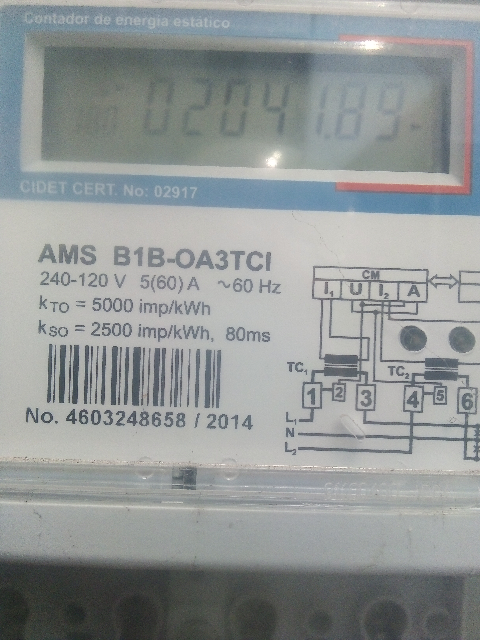 Contador de energía estático
02041.89
CIDET CERT. No: 02917
AMS B1B-OA3TCI
240-120 V 5(60) A ~60 Hz
kTO = 5000 imp/kWh
kSO = 2500 imp/kWh, 80ms
No. 4603248658 / 2014
CM
I1 U I2 A
TC1 TC2
1 2 3 4 5 6
L1
N
L2